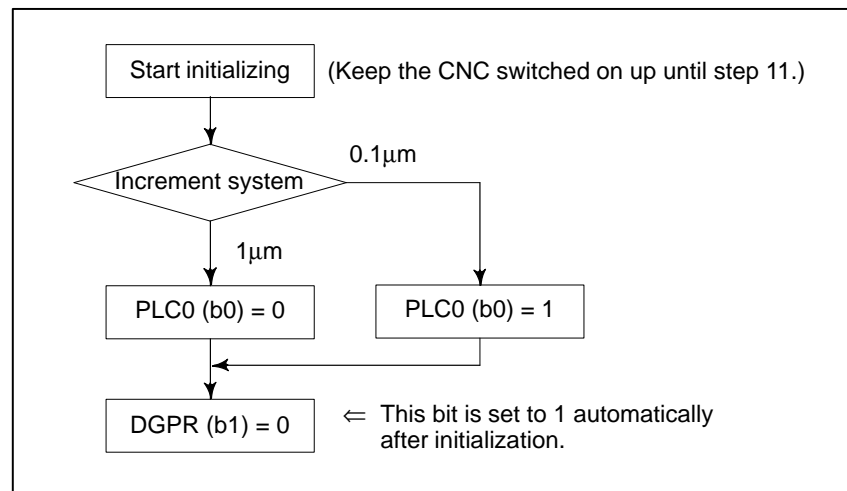 Start initializing
(Keep the CNC switched on up until step 11.)
0.1μm
Increment system
1μm
PLC0 (b0) = 0
PLC0 (b0) = 1
DGPR (b1) = 0
⇐ This bit is set to 1 automatically
after initialization.